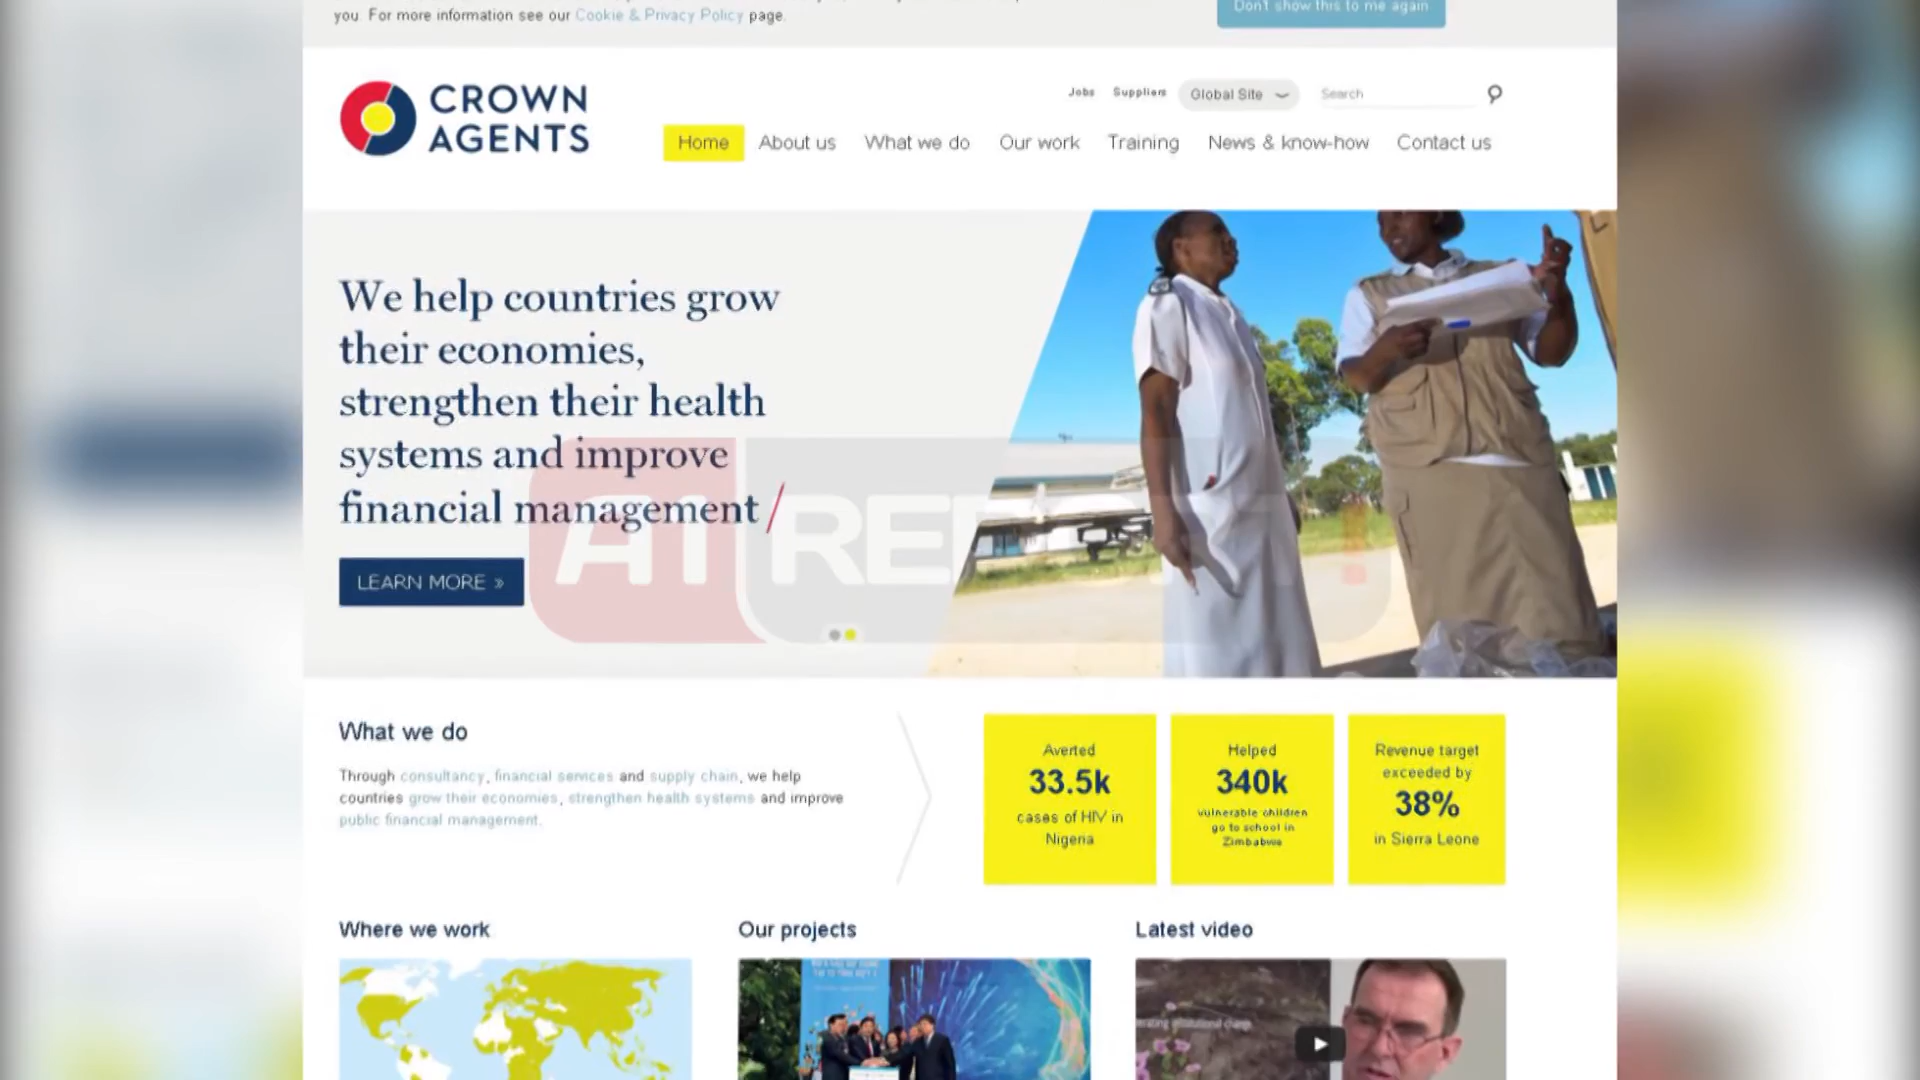 you. For more information see our Cookie & Privacy Policy page.
Don't show this to me again
CROWN
AGENTS
Jobs
Suppliers
Global Site
Search
Home
About us
What we do
Our work
Training
News & know-how
Contact us
We help countries grow
their economies,
strengthen their health
systems and improve
financial management /
LEARN MORE »
A1 REPORT!
What we do
Through consultancy, financial services and supply chain, we help
countries grow their economies, strengthen health systems and improve
public financial management.
Averted
33.5k
cases of HIV in
Nigeria
Helped
340k
vulnerable children
go to school in
Zimbabwe
Revenue target
exceeded by
38%
in Sierra Leone
Where we work
Our projects
Latest video
institutional change